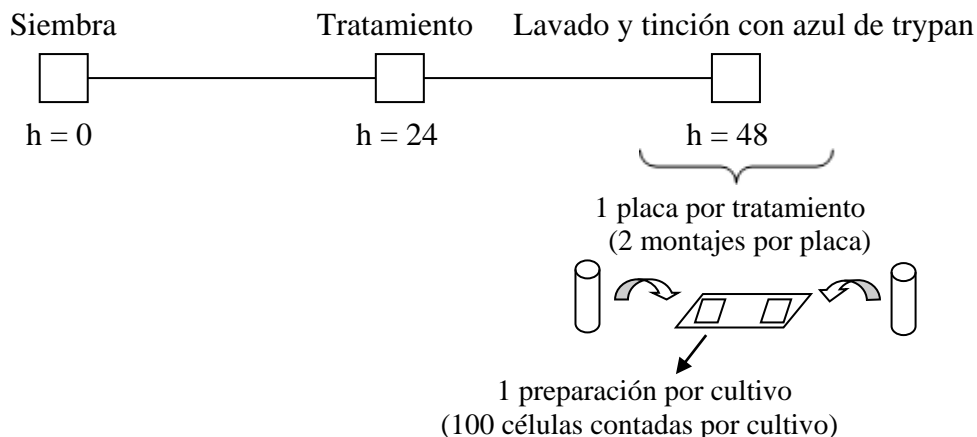 Siembra
Tratamiento
Lavado y tinción con azul de trypan
h = 0
h = 24
h = 48
1 placa por tratamiento
(2 montajes por placa)
1 preparación por cultivo
(100 células contadas por cultivo)